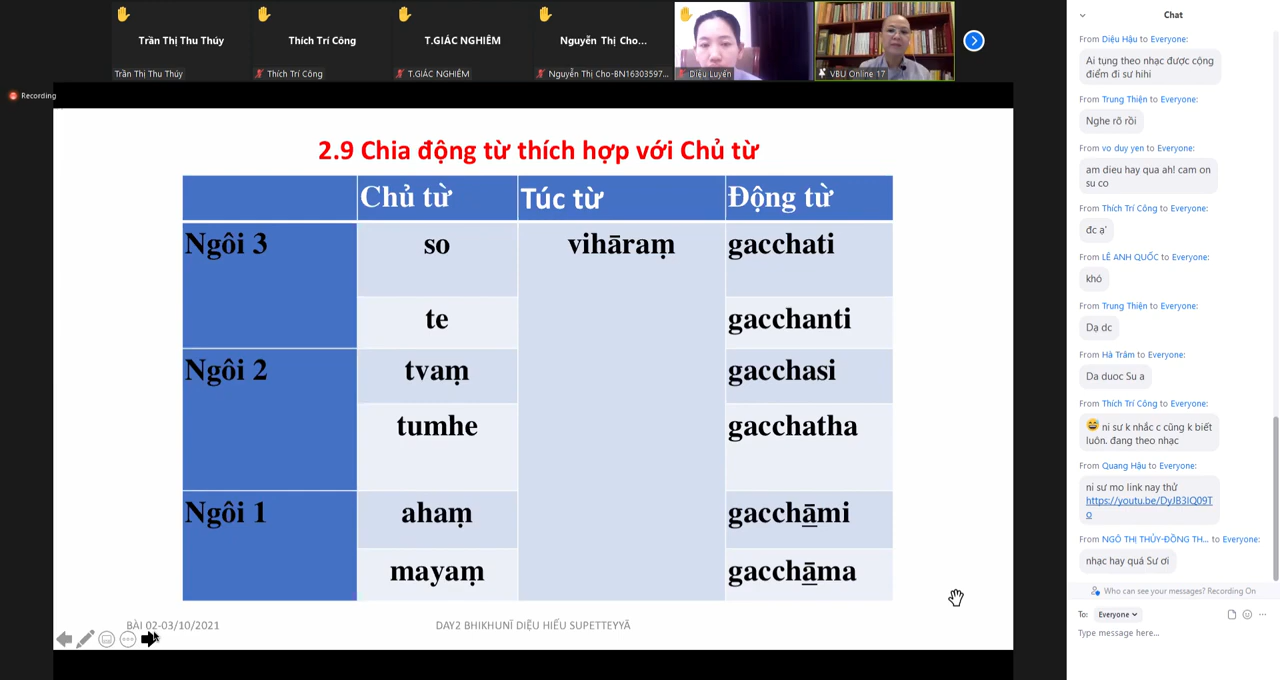 Trần Thị Thu Thúy
Thích Trí Công
T.GIÁC NGHIÊM
Nguyễn Thị Cho...
Trần Thị Thu Thúy
Thích Trí Công
T.GIÁC NGHIÊM
Nguyễn Thị Cho-BN16303597...
Diệu Luyến
VBU Online 17
Recording
2.9 Chia động từ thích hợp với Chủ từ
Chủ từ Túc từ Động từ
Ngôi 3 so vihāraṃ gacchati
te gacchanti
Ngôi 2 tvaṃ gacchasi
tumhe gacchatha
Ngôi 1 ahaṃ gacchāmi
mayaṃ gacchāma
BÀI 02-03/10/2021 DAY2 BHIKHUNĪ DIỆU HIẾU SUPETTEYYĀ
Chat
From Diệu Hậu to Everyone:
Ai tụng theo nhạc được cộng
điểm đi sư hihi
From Trung Thiện to Everyone:
Nghe rõ rồi
From vo duy yen to Everyone:
am dieu hay qua ah! cam on
su co
From Thích Trí Công to Everyone:
đc ạ'
From LÊ ANH QUỐC to Everyone:
khó
From Trung Thiện to Everyone:
Dạ dc
From Hà Trâm to Everyone:
Da duoc Su a
From Thích Trí Công to Everyone:
😅 ni sư k nhắc c cũng k biết
luôn. đang theo nhạc
From Quang Hậu to Everyone:
ni sư mo link nay thử
https://youtu.be/DyJB3IQ09T
o
From NGÔ THỊ THỦY-ĐỒNG TH... to Everyone:
nhạc hay quá Sư ơi
Who can see your messages? Recording On
To: Everyone
Type message here...